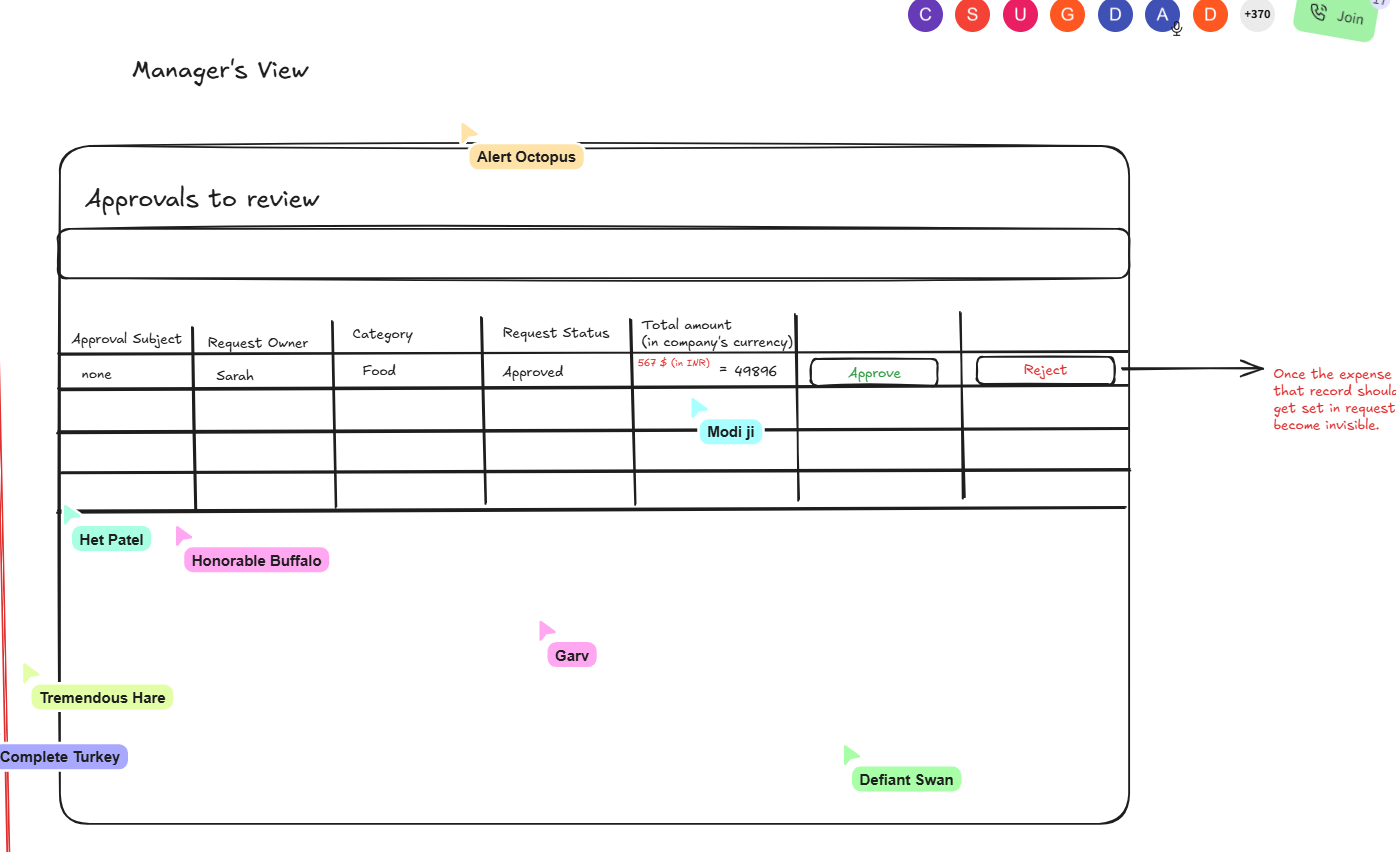 C S U G D A D +370 Join 17
Manager's View
Alert Octopus
Approvals to review
Approval Subject Request Owner Category Request Status Total amount
(in company's currency)
none Sarah Food Approved 567 $ (in INR) = 49896 Approve Reject
Once the expense
that record should
get set in request
become invisible.
Modi ji
Het Patel
Honorable Buffalo
Garv
Tremendous Hare
Complete Turkey
Defiant Swan